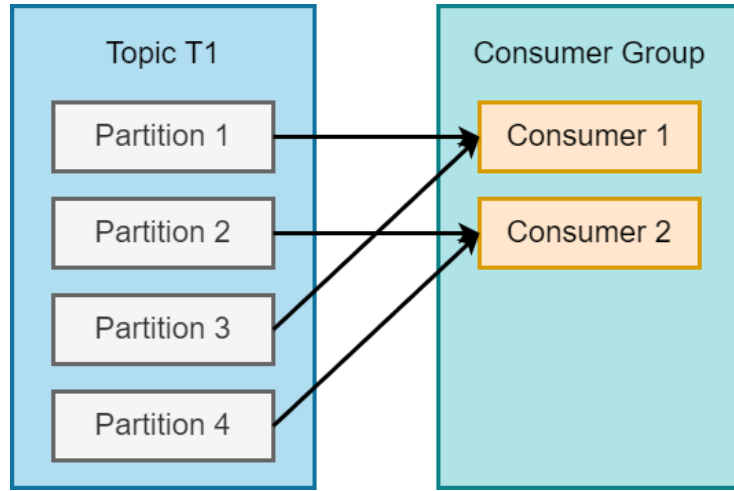 Topic T1
Partition 1
Partition 2
Partition 3
Partition 4
Consumer Group
Consumer 1
Consumer 2